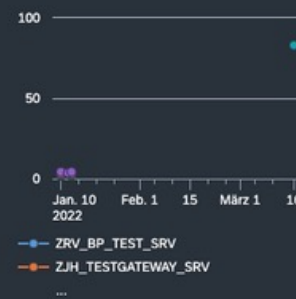 100
50
0
Jan. 10 Feb. 1 15 März 1
2022
ZRV_BP_TEST_SRV
ZJH_TESTGATEWAY_SRV
...